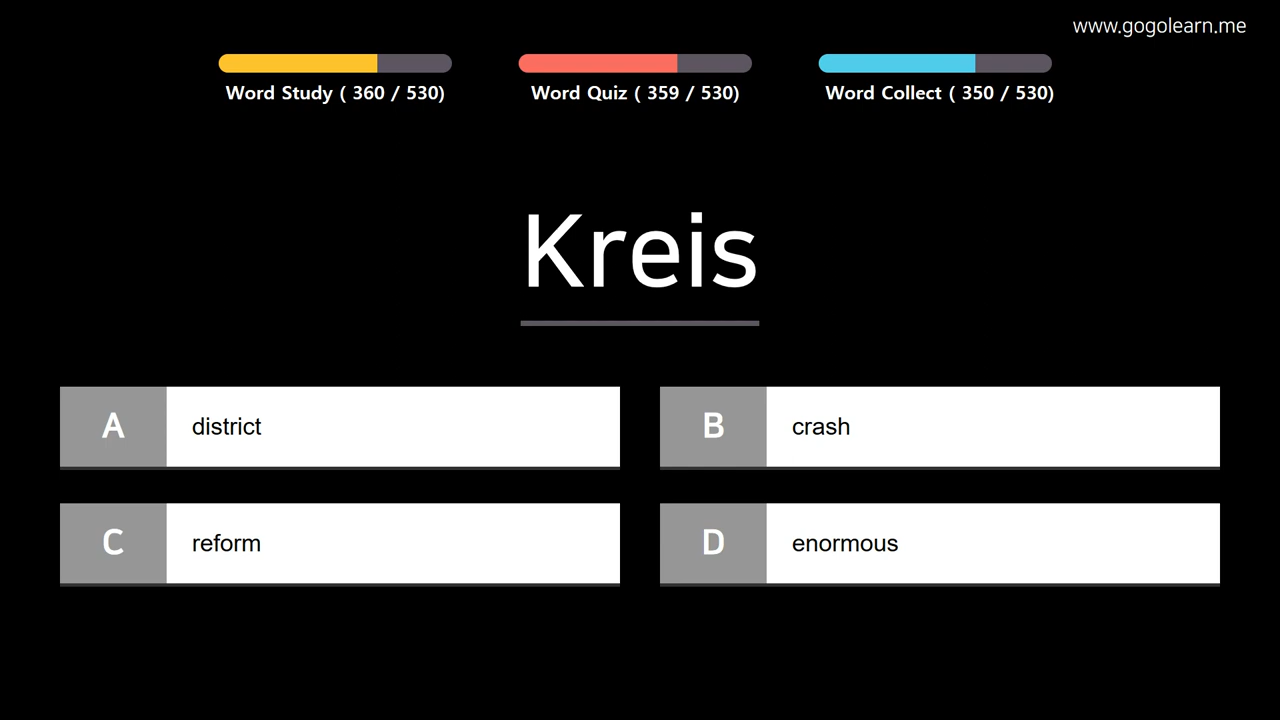 www.gogolearn.me
Word Study ( 360 / 530)
Word Quiz ( 359 / 530)
Word Collect ( 350 / 530)
Kreis
A district
B crash
C reform
D enormous